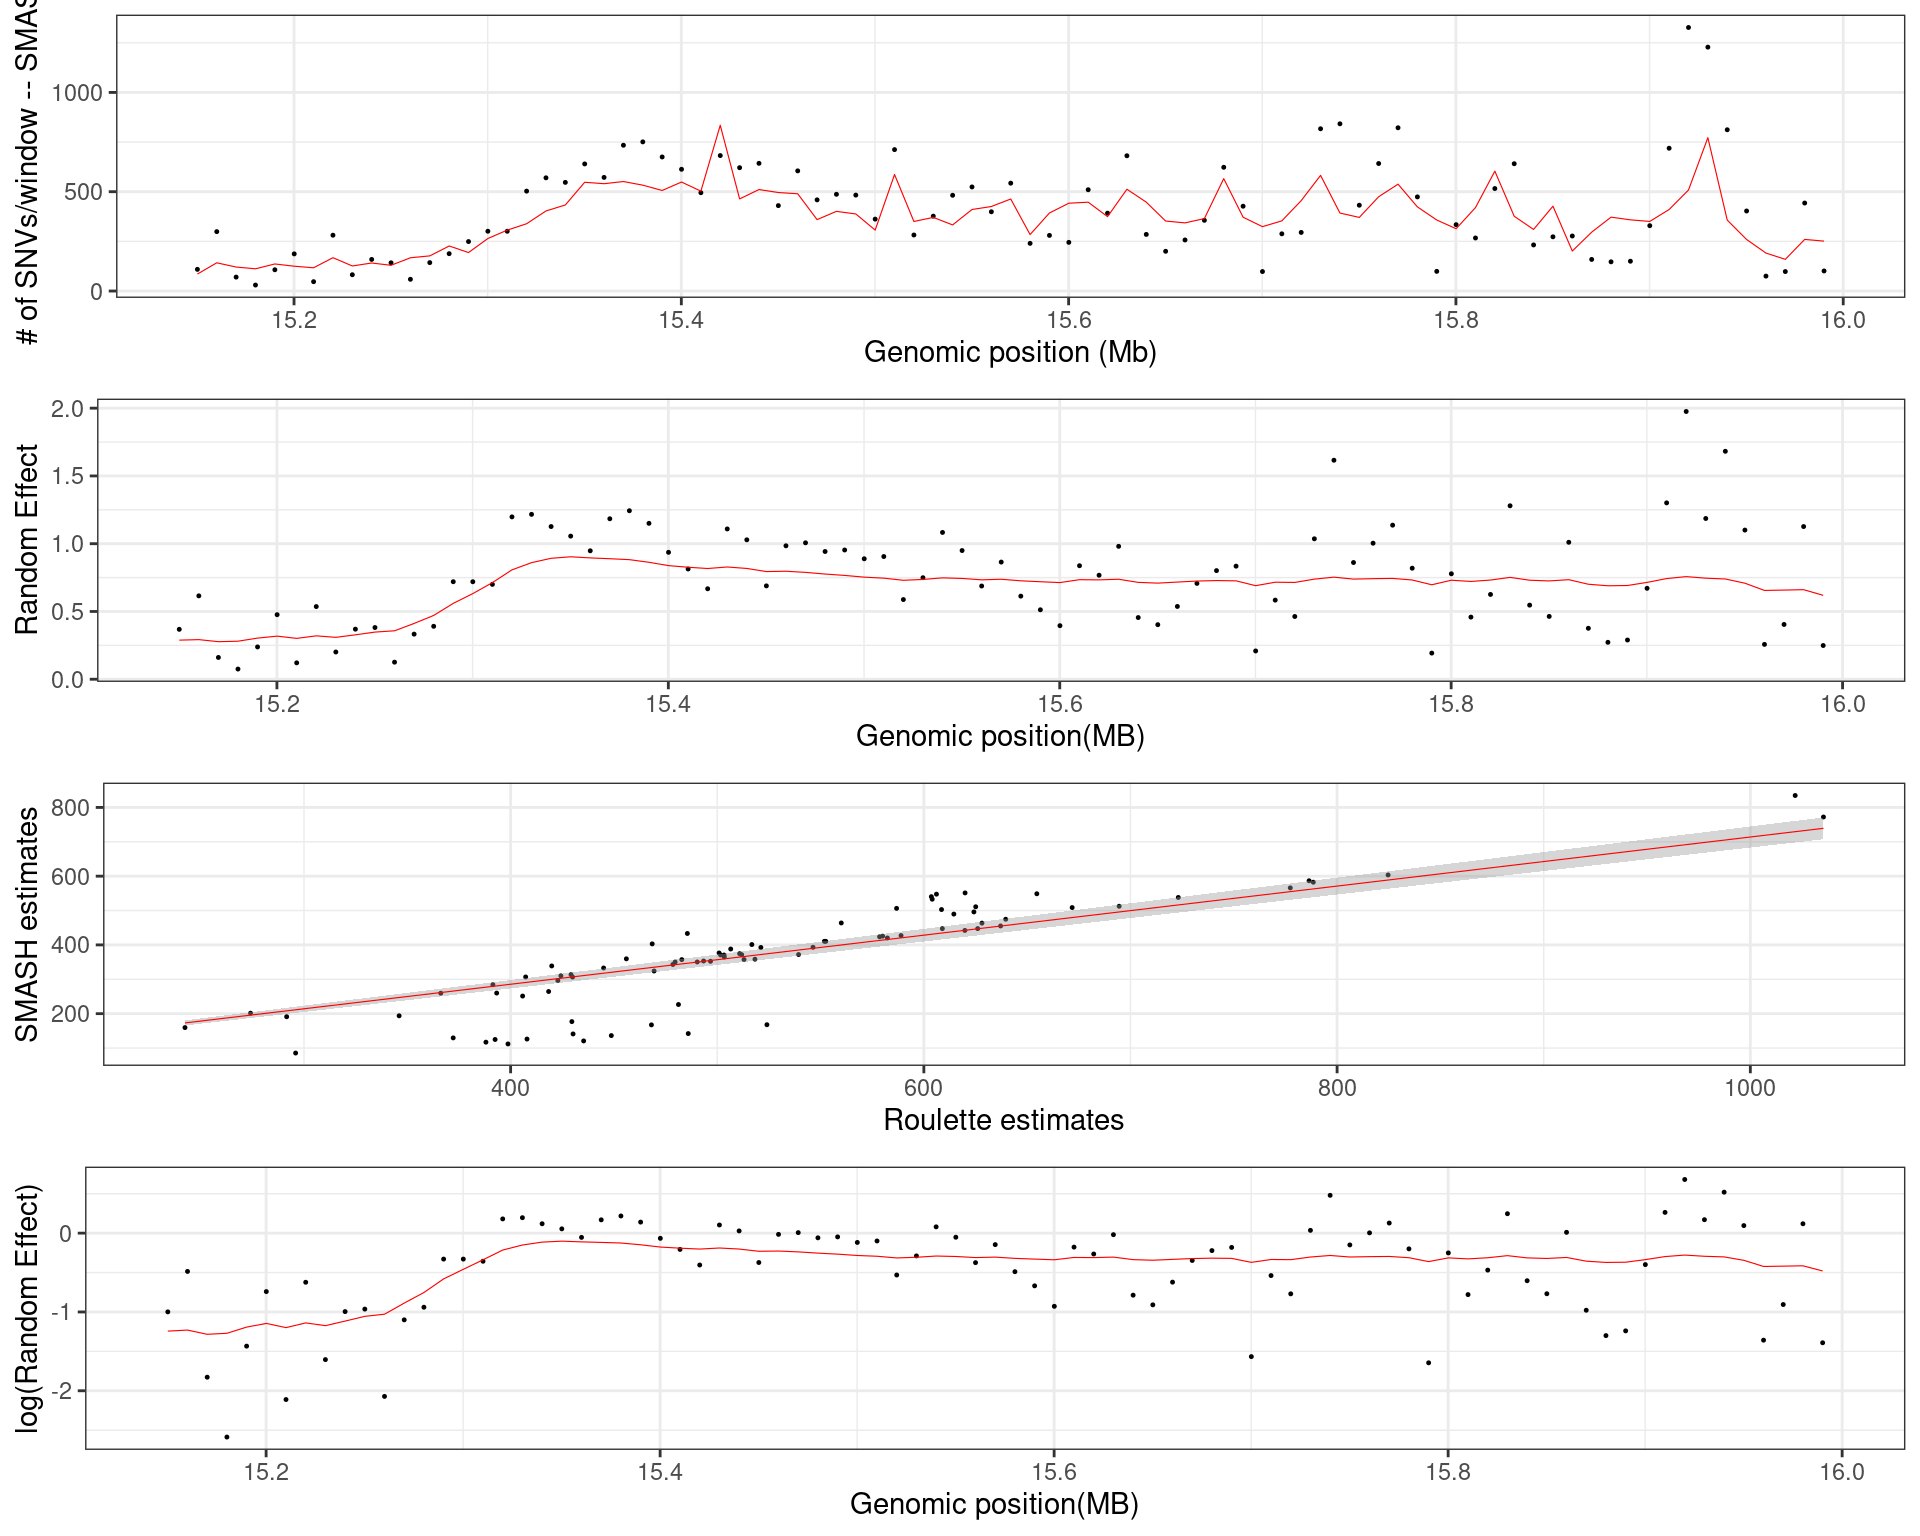 # of SNVs/window -- SMAS
1000
500
0
15.2 15.4 15.6 15.8 16.0
Genomic position (Mb)
Random Effect
2.0
1.5
1.0
0.5
0.0
15.2 15.4 15.6 15.8 16.0
Genomic position(MB)
SMASH estimates
800
600
400
200
400 600 800 1000
Roulette estimates
log(Random Effect)
0
-1
-2
15.2 15.4 15.6 15.8 16.0
Genomic position(MB)